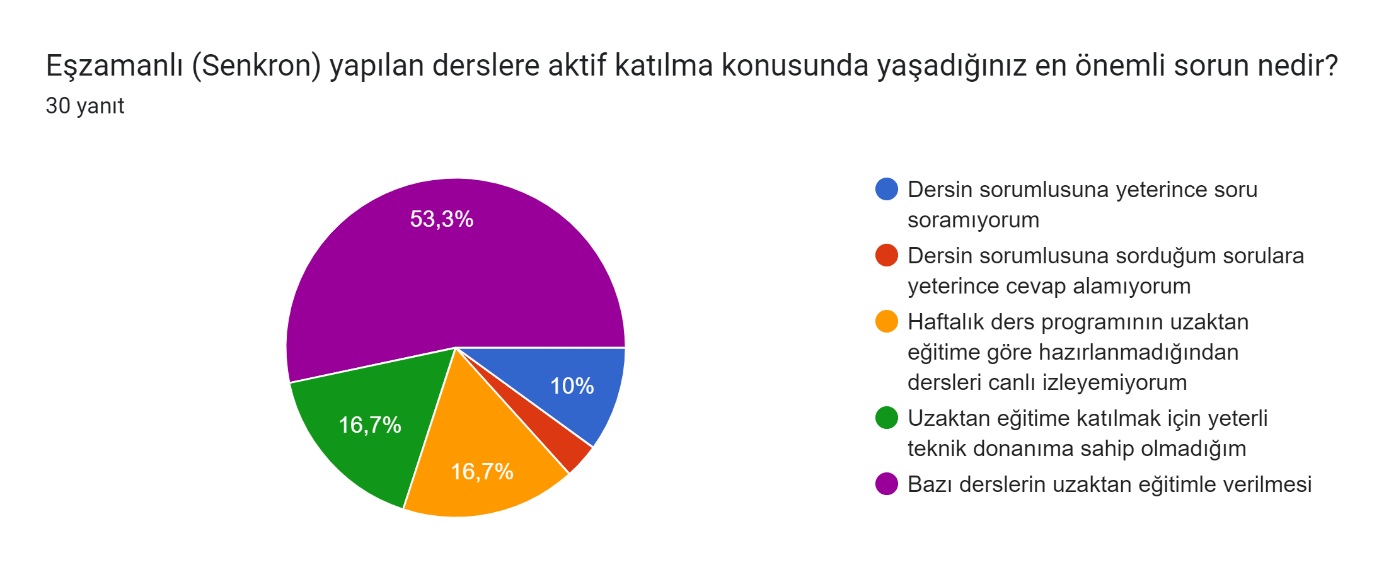 Eşzamanlı (Senkron) yapılan derslere aktif katılma konusunda yaşadığınız en önemli sorun nedir?
30 yanıt
53,3%
10%
16,7%
16,7%
Dersin sorumlusuna yeterince soru
soramıyorum
Dersin sorumlusuna sorduğum sorulara
yeterince cevap alamıyorum
Haftalık ders programının uzaktan
eğitime göre hazırlanmadığından
dersleri canlı izleyemiyorum
Uzaktan eğitime katılmak için yeterli
teknik donanıma sahip olmadığım
Bazı derslerin uzaktan eğitimle verilmesi